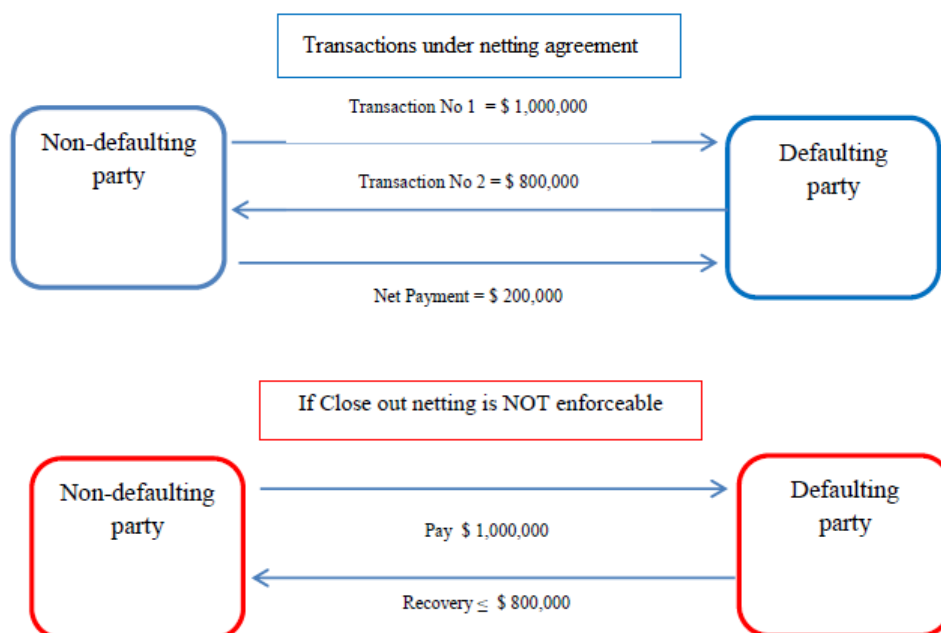 Transactions under netting agreement
Transaction No 1 = $ 1,000,000
Non-defaulting
party
Defaulting
party
Transaction No 2 = $ 800,000
Net Payment = $ 200,000
If Close out netting is NOT enforceable
Non-defaulting
party
Defaulting
party
Pay $ 1,000,000
Recovery ≤ $ 800,000